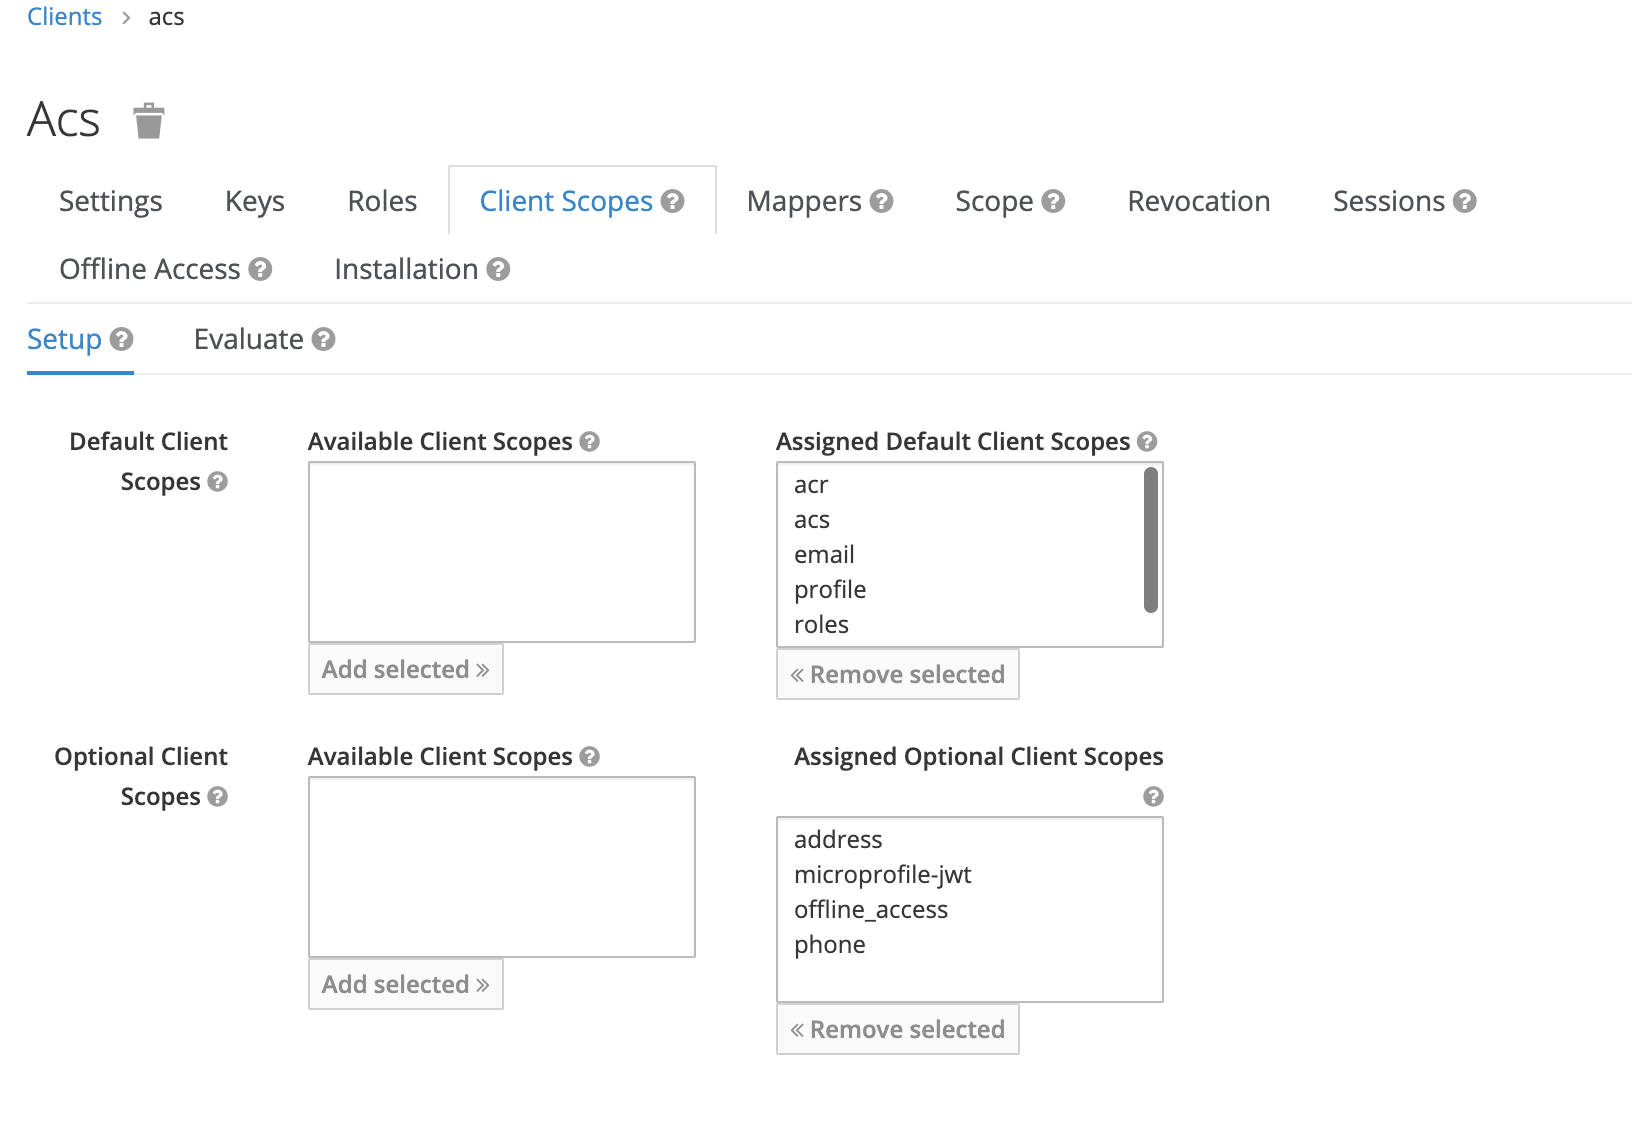 Clients > acs
Acs
Settings Keys Roles Client Scopes ? Mappers ? Scope ? Revocation Sessions ?
Offline Access ? Installation ?
Setup ? Evaluate ?
Default Client Scopes ?
Available Client Scopes ?
Add selected »
Assigned Default Client Scopes ?
acr
acs
email
profile
roles
« Remove selected
Optional Client Scopes ?
Available Client Scopes ?
Add selected »
Assigned Optional Client Scopes ?
address
microprofile-jwt
offline_access
phone
« Remove selected